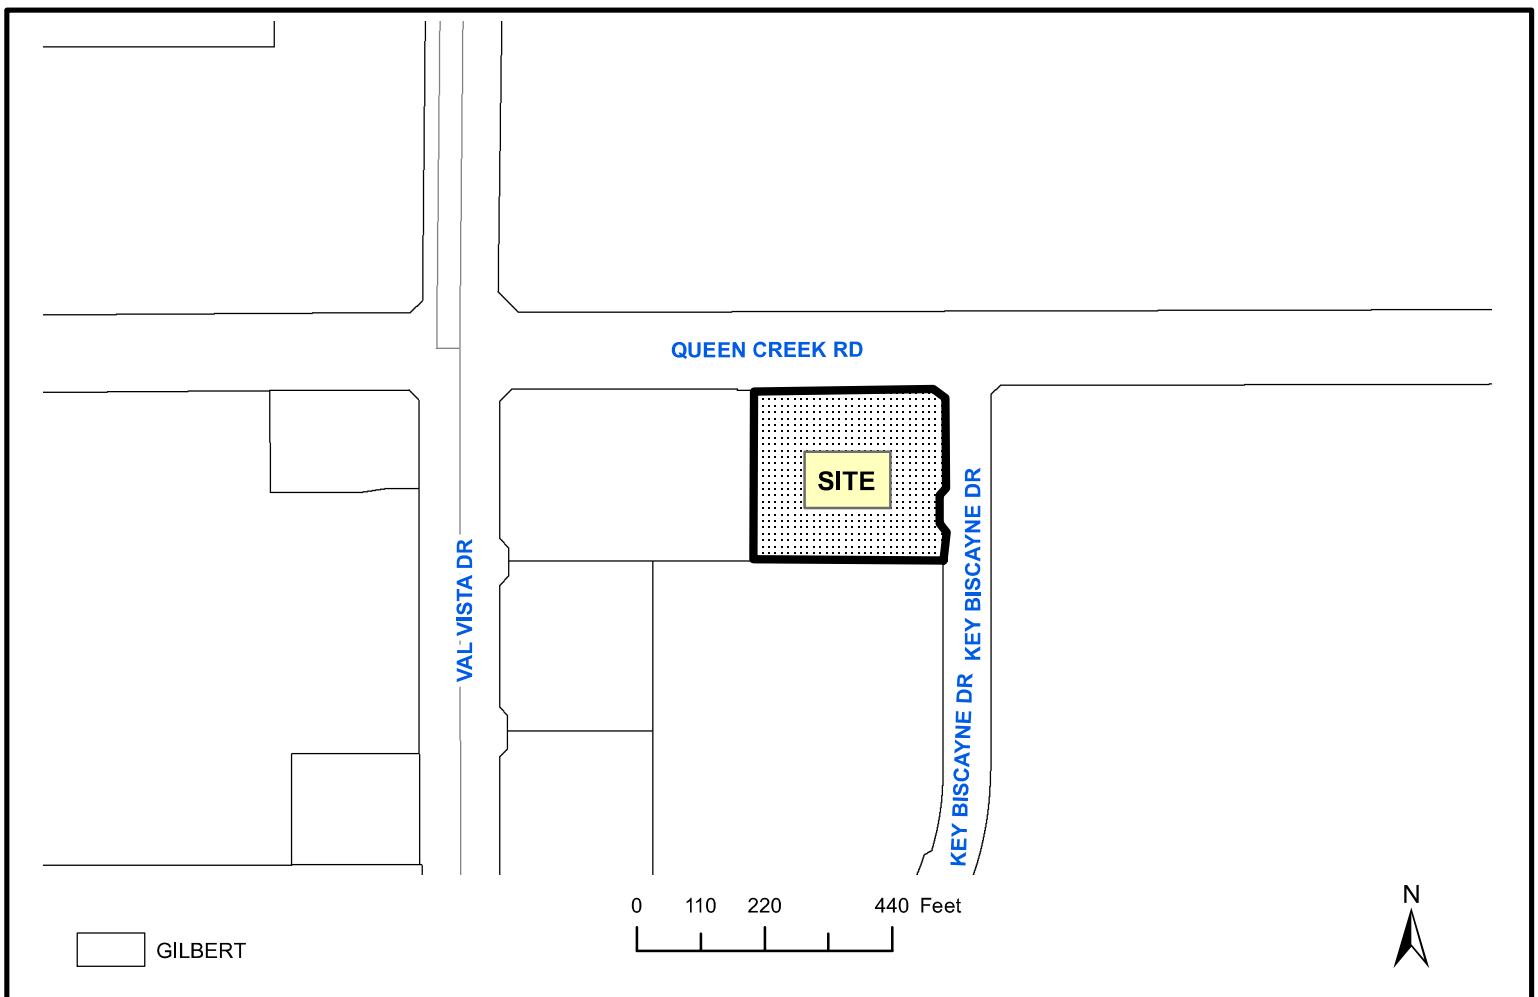 QUEEN CREEK RD
SITE
VAL VISTA DR
KEY BISCAYNE DR
KEY BISCAYNE DR
0 110 220 440 Feet
N
GILBERT